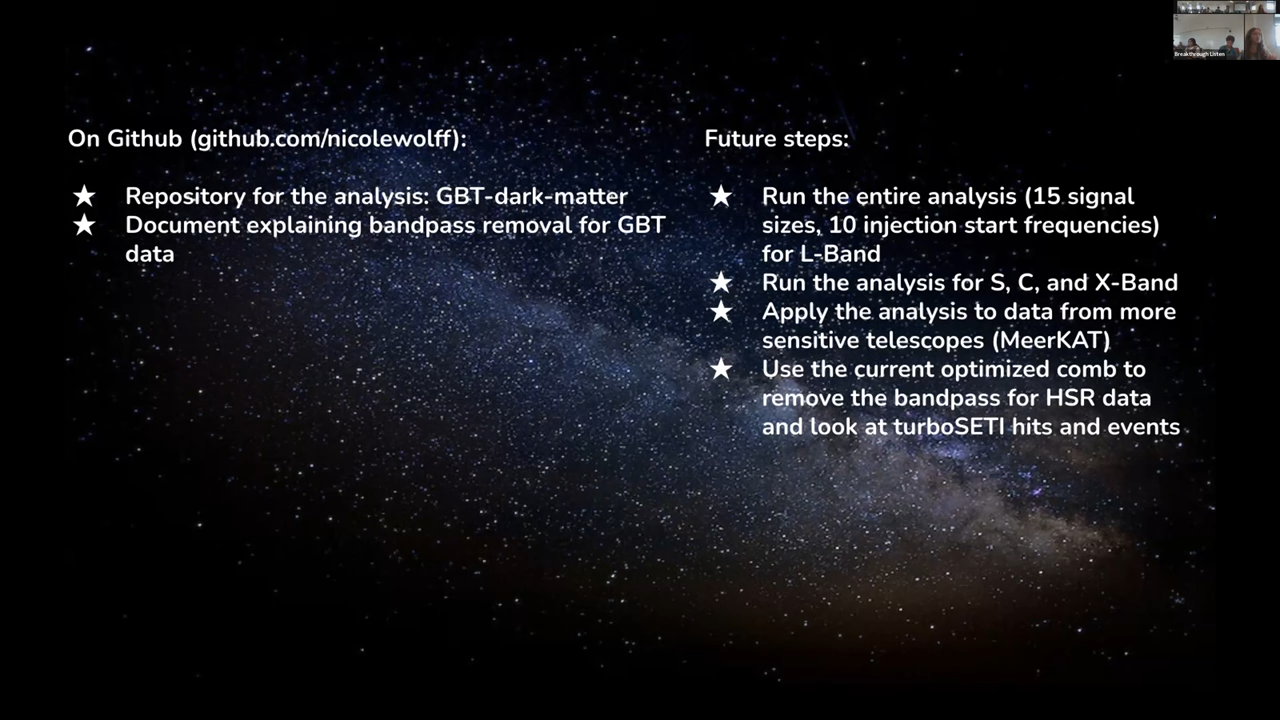 On Github (github.com/nicolewolff):
★ Repository for the analysis: GBT-dark-matter
★ Document explaining bandpass removal for GBT
data
Future steps:
★ Run the entire analysis (15 signal
sizes, 10 injection start frequencies)
for L-Band
★ Run the analysis for S, C, and X-Band
★ Apply the analysis to data from more
sensitive telescopes (MeerKAT)
★ Use the current optimized comb to
remove the bandpass for HSR data
and look at turboSETI hits and events
Breakthrough Listen